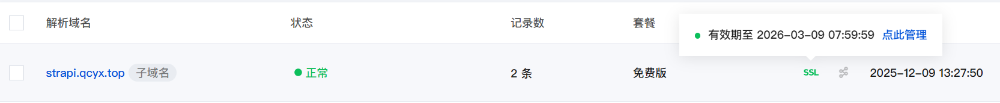 解析域名 状态 记录数 套餐
有效期至 2026-03-09 07:59:59 点此管理
strapi.qcyx.top 子域名 正常 2 条 免费版 SSL 2025-12-09 13:27:50